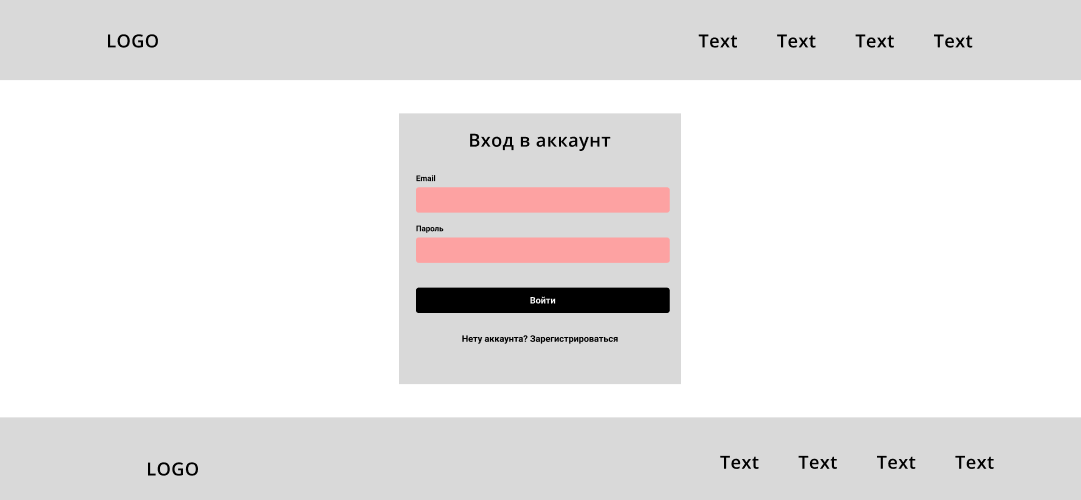 LOGO Text Text Text Text
Вход в аккаунт
Email
Пароль
Войти
Нету аккаунта? Зарегистрироваться
LOGO Text Text Text Text